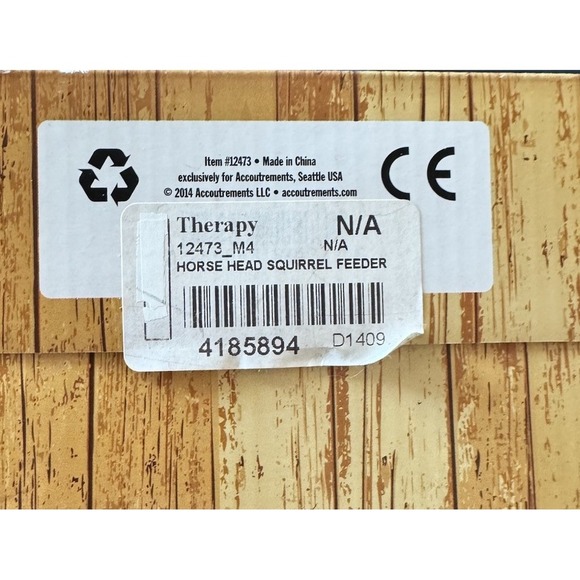 Item #12473 • Made in China
exclusively for Accoutrements, Seattle USA
© 2014 Accoutrements LLC • accoutrements.com
CE
Therapy N/A
12473_M4 N/A
HORSE HEAD SQUIRREL FEEDER
4185894 D1409